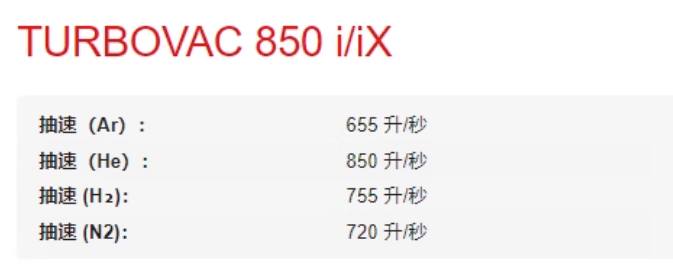 TURBOVAC 850 i/iX
抽速（Ar）: 655 升/秒
抽速（He）: 850 升/秒
抽速 (H₂): 755 升/秒
抽速 (N2): 720 升/秒